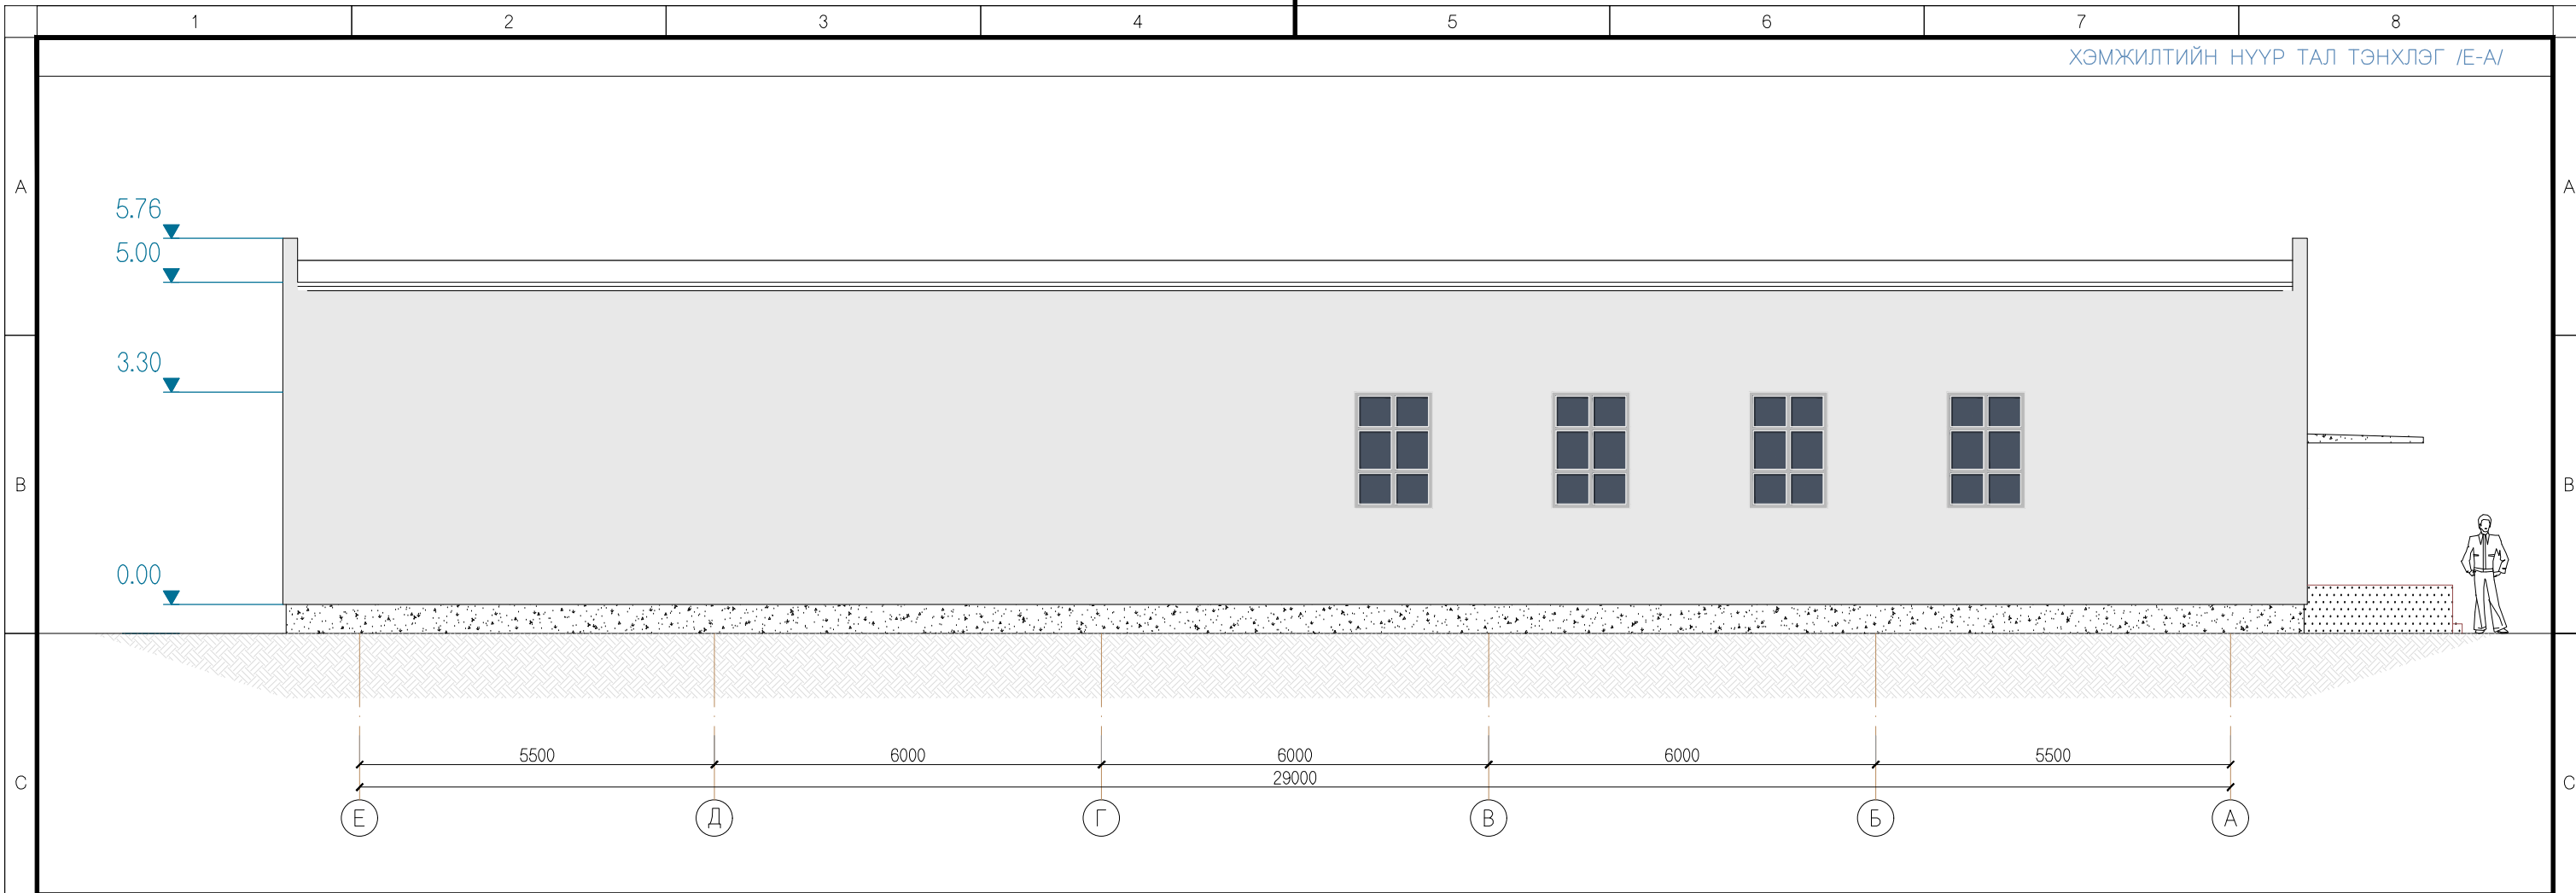 1 2 3 4 5 6 7 8
ХЭМЖИЛТИЙН НҮҮР ТАЛ ТЭНХЛЭГ /Е-А/
A A
5.76
5.00
3.30
B B
0.00
5500 6000 6000 6000 5500
29000
C C
Е Д Г В Б А